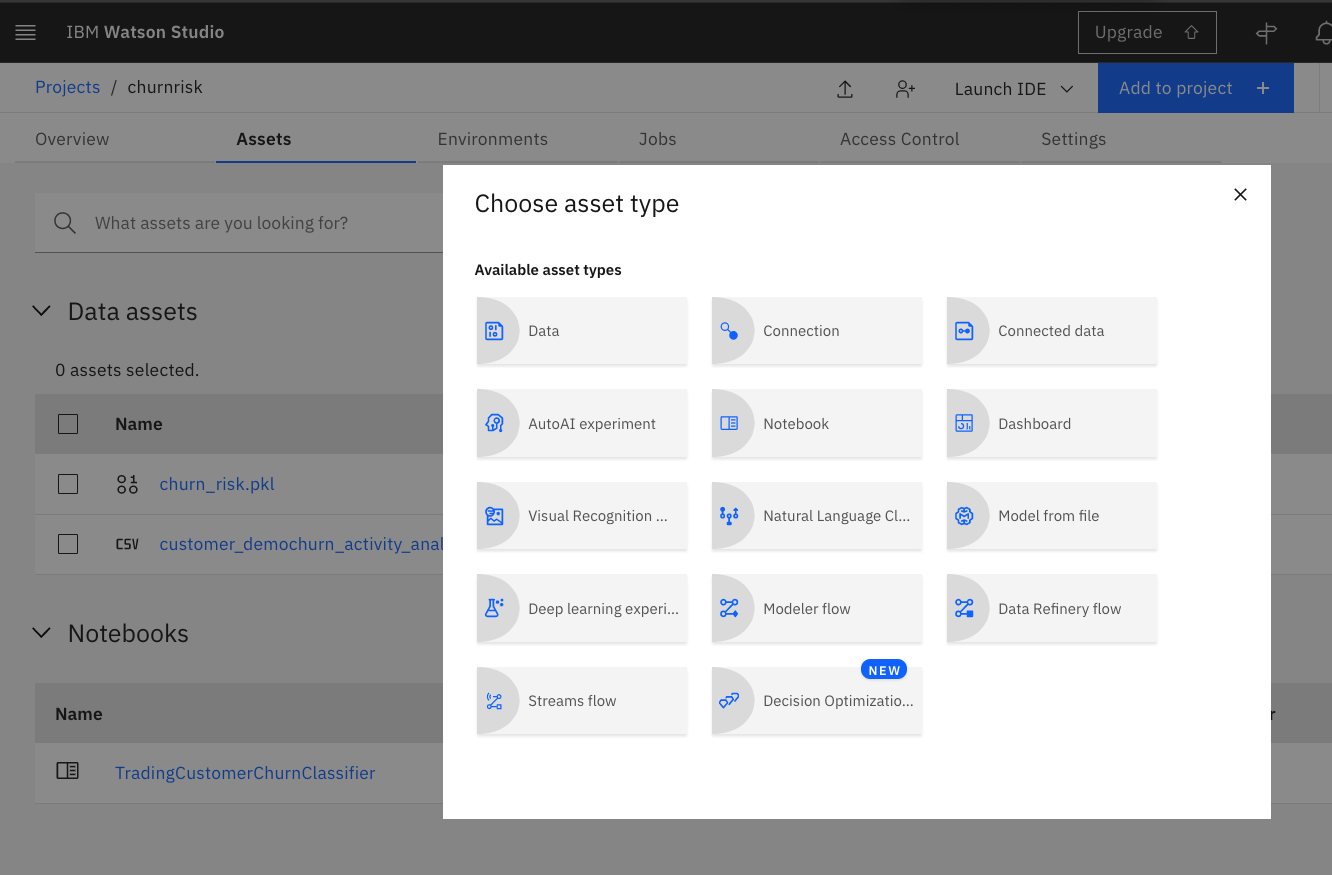 IBM Watson Studio
Upgrade
Projects / churnrisk
Launch IDE
Add to project +
Overview
Assets
Environments
Jobs
Access Control
Settings
What assets are you looking for?
Data assets
0 assets selected.
Name
churn_risk.pkl
CSV customer_demochurn_activity_anal
Notebooks
Name
TradingCustomerChurnClassifier
Choose asset type
Available asset types
Data
Connection
Connected data
AutoAI experiment
Notebook
Dashboard
Visual Recognition ...
Natural Language Cl...
Model from file
Deep learning experi...
Modeler flow
Data Refinery flow
Streams flow
NEW
Decision Optimizatio...
r